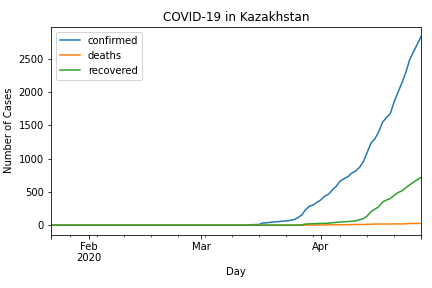 COVID-19 in Kazakhstan
confirmed
deaths
recovered
Number of Cases
2500
2000
1500
1000
500
0
Feb
2020
Mar
Apr
Day